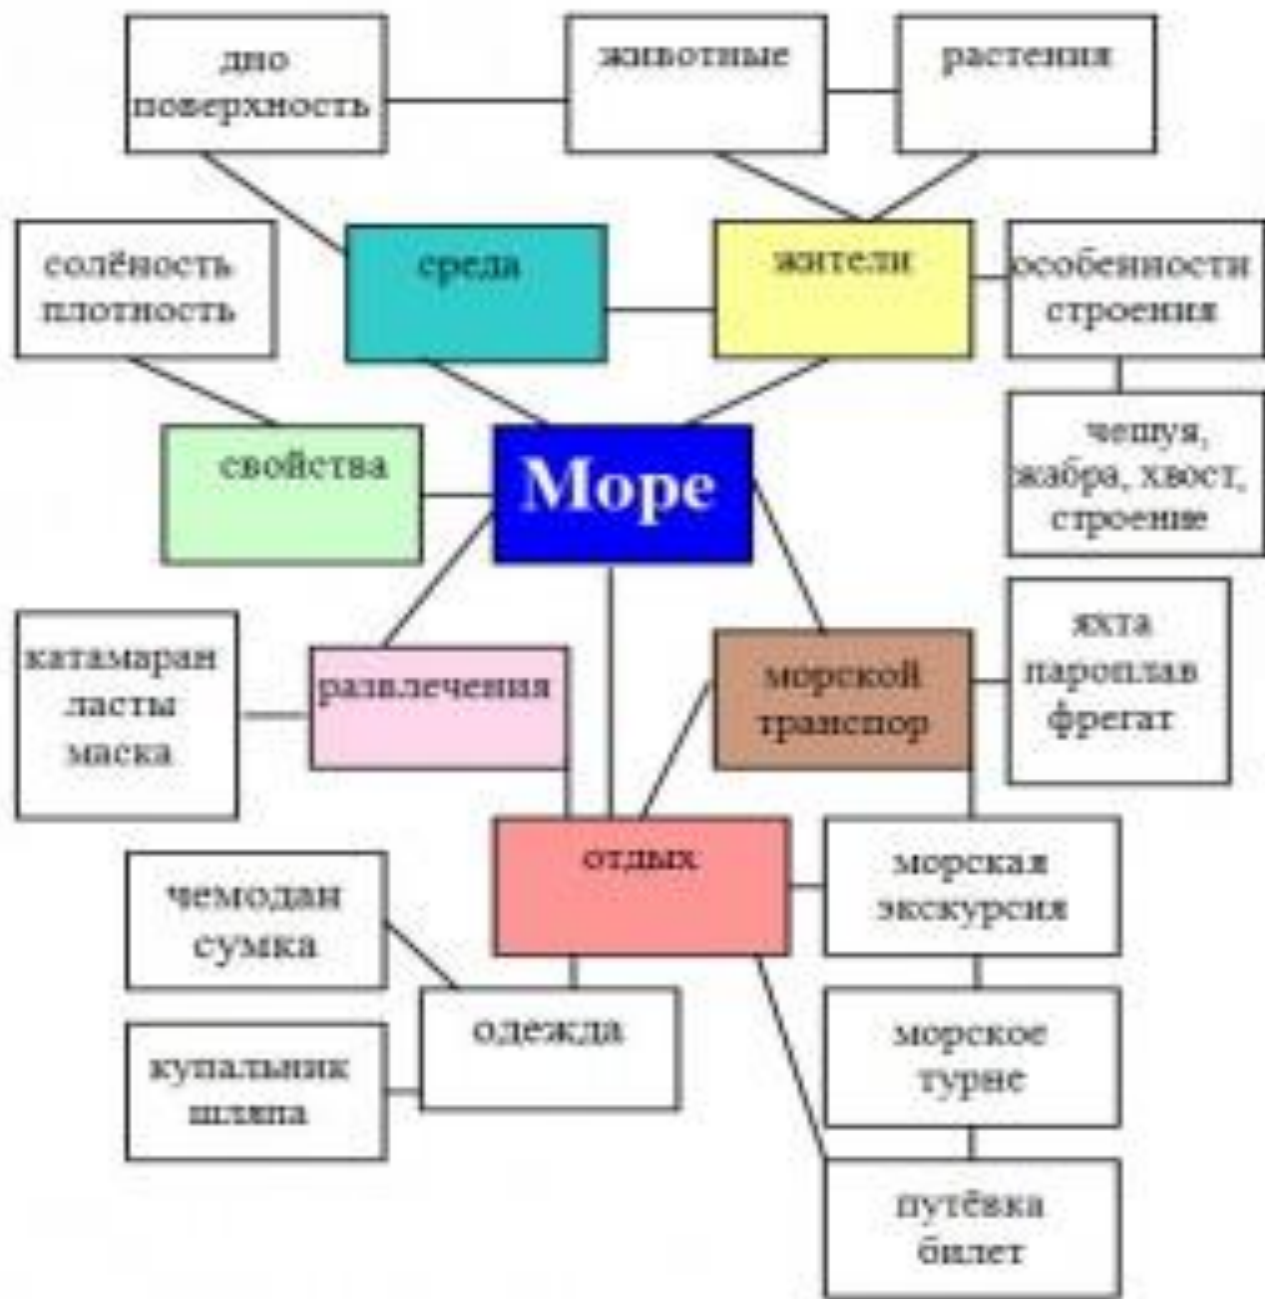 дно
поверхность
животные
растения
солёность
плотность
среда
жители
особенности
строения
свойства
Море
чешуя,
жабра, хвост,
строение
катамаран
ласты
маска
развлечения
морской
транспор
яхта
пароплав
фрегат
чемодан
сумка
отдых
морская
экскурсия
купальник
шляпа
одежда
морское
турне
путёвка
билет